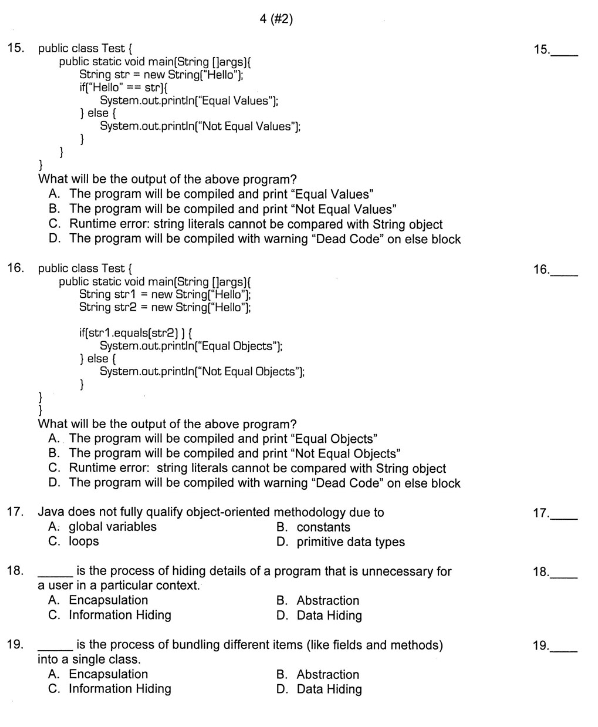 4 (#2)
15. public class Test { 15.____
public static void main(String []args){
String str = new String("Hello");
if("Hello" == str){
System.out.println("Equal Values");
} else {
System.out.println("Not Equal Values");
}
}
}
What will be the output of the above program?
A. The program will be compiled and print “Equal Values”
B. The program will be compiled and print “Not Equal Values”
C. Runtime error: string literals cannot be compared with String object
D. The program will be compiled with warning “Dead Code” on else block
16. public class Test { 16.____
public static void main(String []args){
String str1 = new String("Hello");
String str2 = new String("Hello");
if(str1.equals(str2) ) {
System.out.println("Equal Objects");
} else {
System.out.println("Not Equal Objects");
}
}
}
What will be the output of the above program?
A. The program will be compiled and print “Equal Objects”
B. The program will be compiled and print “Not Equal Objects”
C. Runtime error: string literals cannot be compared with String object
D. The program will be compiled with warning “Dead Code” on else block
17. Java does not fully qualify object-oriented methodology due to 17.____
A. global variables B. constants
C. loops D. primitive data types
18. _____ is the process of hiding details of a program that is unnecessary for 18.____
a user in a particular context.
A. Encapsulation B. Abstraction
C. Information Hiding D. Data Hiding
19. _____ is the process of bundling different items (like fields and methods) 19.____
into a single class.
A. Encapsulation B. Abstraction
C. Information Hiding D. Data Hiding